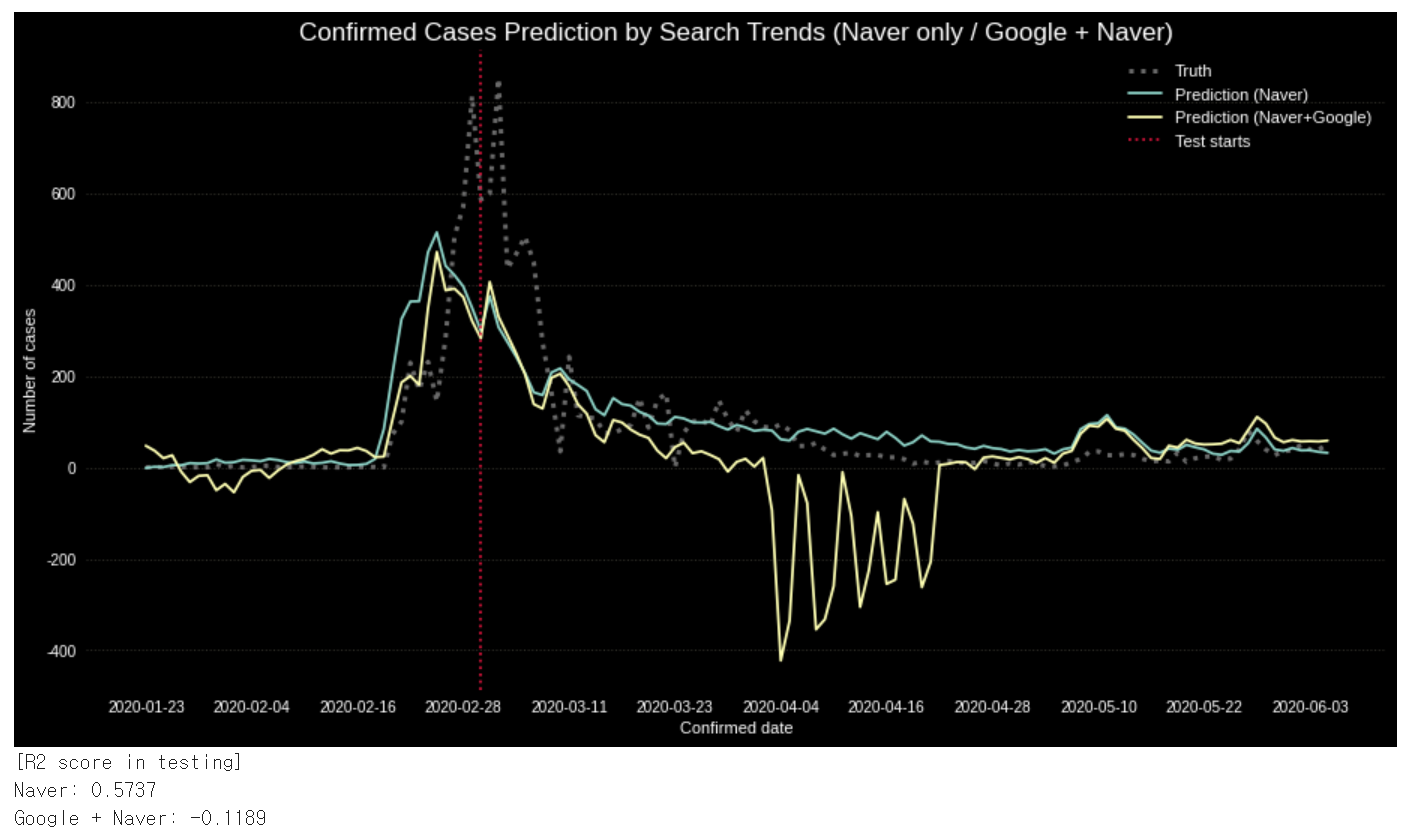 Confirmed Cases Prediction by Search Trends (Naver only / Google + Naver)
Truth
Prediction (Naver)
Prediction (Naver+Google)
Test starts
Number of cases
800
600
400
200
0
-200
-400
2020-01-23 2020-02-04 2020-02-16 2020-02-28 2020-03-11 2020-03-23 2020-04-04 2020-04-16 2020-04-28 2020-05-10 2020-05-22 2020-06-03
Confirmed date
[R2 score in testing]
Naver: 0.5737
Google + Naver: -0.1189